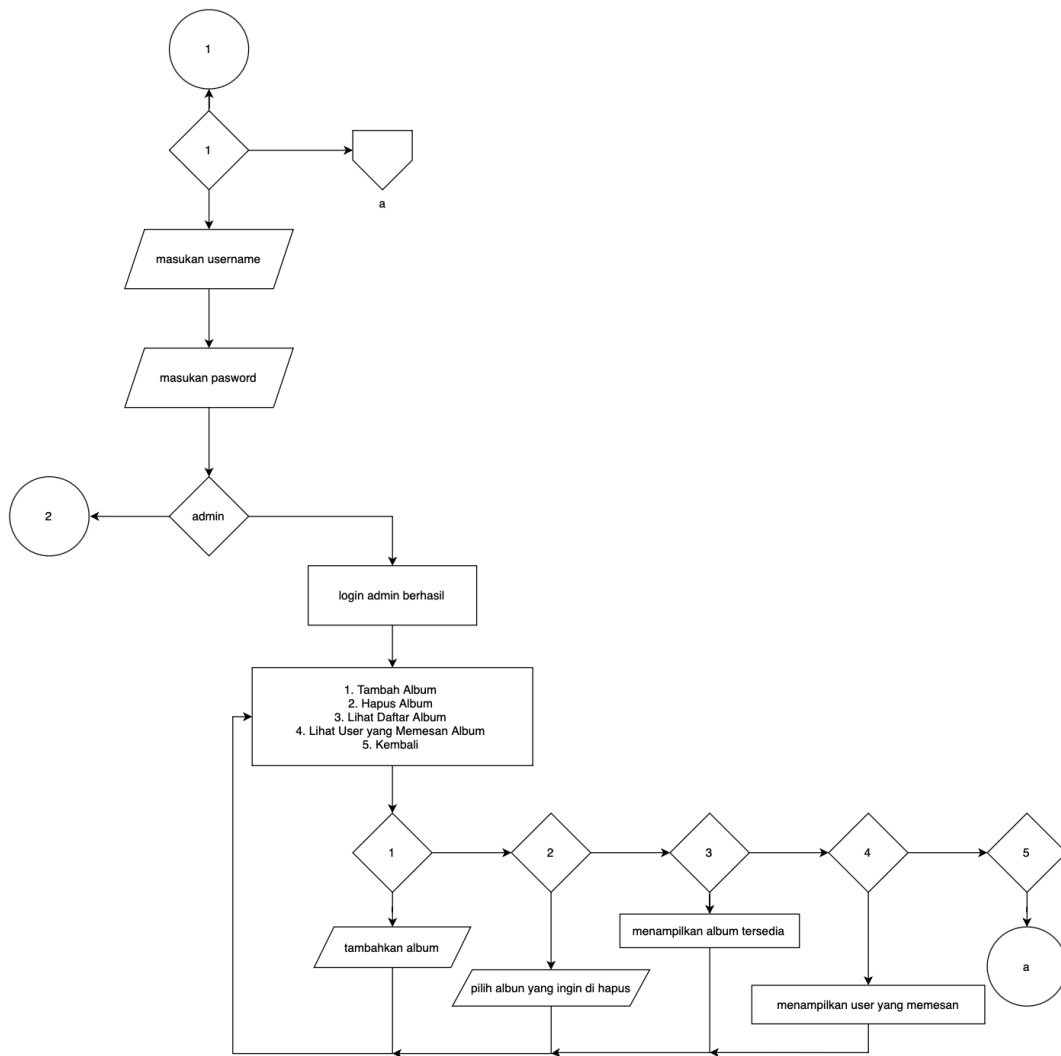 1
1
a
masukan username
masukan pasword
2
admin
login admin berhasil
1. Tambah Album
2. Hapus Album
3. Lihat Daftar Album
4. Lihat User yang Memesan Album
5. Kembali
1
2
3
4
5
tambahkan album
pilih albun yang ingin di hapus
menampilkan album tersedia
menampilkan user yang memesan
a